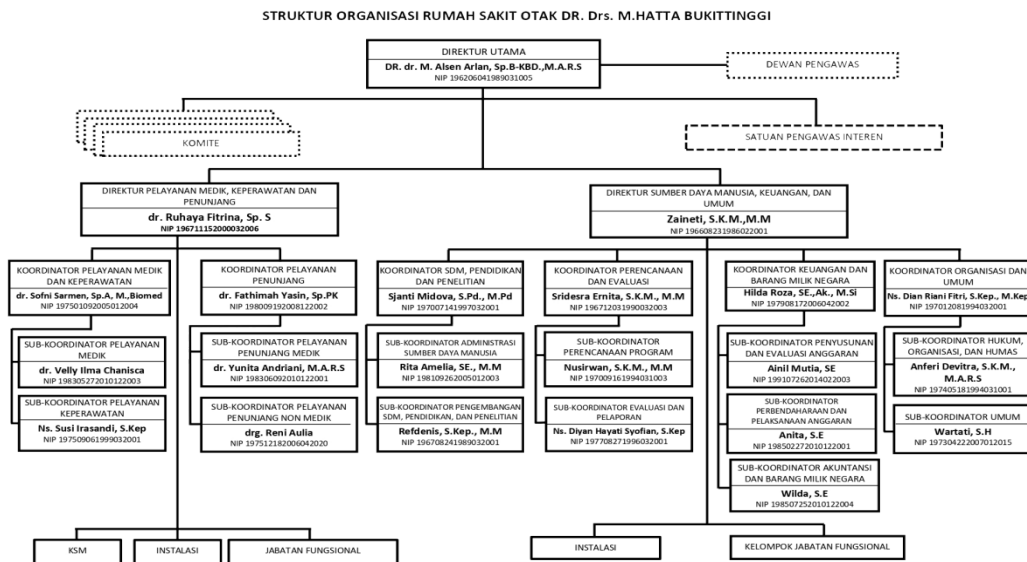 STRUKTUR ORGANISASI RUMAH SAKIT OTAK DR. Drs. M.HATTA BUKITTINGGI
DIREKTUR UTAMA
DR. dr. M. Alsen Arlan, Sp.B-KBD.,M.A.R.S
NIP 196206041989031005
DEWAN PENGAWAS
KOMITE
SATUAN PENGAWAS INTEREN
DIREKTUR PELAYANAN MEDIK, KEPERAWATAN DAN
PENUNJANG
dr. Ruhaya Fitrina, Sp. S
NIP 196711152000032006
DIREKTUR SUMBER DAYA MANUSIA, KEUANGAN, DAN
UMUM
Zaineti, S.K.M.,M.M
NIP 196608231986022001
KOORDINATOR PELAYANAN MEDIK
DAN KEPERAWATAN
dr. Sofni Sarmen, Sp.A, M.,Biomed
NIP 197501092005012004
KOORDINATOR PELAYANAN
PENUNJANG
dr. Fathimah Yasin, Sp.PK
NIP 198009192008122002
KOORDINATOR SDM, PENDIDIKAN
DAN PENELITIAN
Sjanti Midova, S.Pd., M.Pd
NIP 197007141997032001
KOORDINATOR PERENCANAAN
DAN EVALUASI
Sridesra Ernita, S.K.M., M.M
NIP 196712031990032003
KOORDINATOR KEUANGAN DAN
BARANG MILIK NEGARA
Hilda Roza, SE.,Ak., M.Si
NIP 197908172006042002
KOORDINATOR ORGANISASI DAN
UMUM
Ns. Dian Riani Fitri, S.Kep., M.Kep
NIP 197012081994032001
SUB-KOORDINATOR PELAYANAN
MEDIK
dr. Velly Ilma Chanisca
NIP 198305272010122003
SUB-KOORDINATOR PELAYANAN
PENUNJANG MEDIK
dr. Yunita Andriani, M.A.R.S
NIP 198306092010122001
SUB-KOORDINATOR ADMINISTRASI
SUMBER DAYA MANUSIA
Rita Amelia, SE., M.M
NIP 198109262005012003
SUB-KOORDINATOR
PERENCANAAN PROGRAM
Nusirwan, S.K.M., M.M
NIP 197009161994031003
SUB-KOORDINATOR PENYUSUNAN
DAN EVALUASI ANGGARAN
Ainil Mutia, SE
NIP 199107262014022003
SUB-KOORDINATOR HUKUM,
ORGANISASI, DAN HUMAS
Anferi Devitra, S.K.M.,
M.A.R.S
NIP 197405181994031001
SUB-KOORDINATOR PELAYANAN
KEPERAWATAN
Ns. Susi Irasandi, S.Kep
NIP 197509061999032001
SUB-KOORDINATOR PELAYANAN
PENUNJANG NON MEDIK
drg. Reni Aulia
NIP 197512182006042020
SUB-KOORDINATOR PENGEMBANGAN
SDM, PENDIDIKAN, DAN PENELITIAN
Refdenis, S.Kep., M.M
NIP 196708241989032001
SUB-KOORDINATOR EVALUASI DAN
PELAPORAN
Ns. Diyan Hayati Syofian, S.Kep
NIP 197708271996032001
SUB-KOORDINATOR
PERBENDAHARAAN DAN
PELAKSANAAN ANGGARAN
Anita, S.E
NIP 198502272010122001
SUB-KOORDINATOR UMUM
Wartati, S.H
NIP 197304222007012015
SUB-KOORDINATOR AKUNTANSI
DAN BARANG MILIK NEGARA
Wilda, S.E
NIP 198507252010122004
KSM
INSTALASI
JABATAN FUNGSIONAL
INSTALASI
KELOMPOK JABATAN FUNGSIONAL